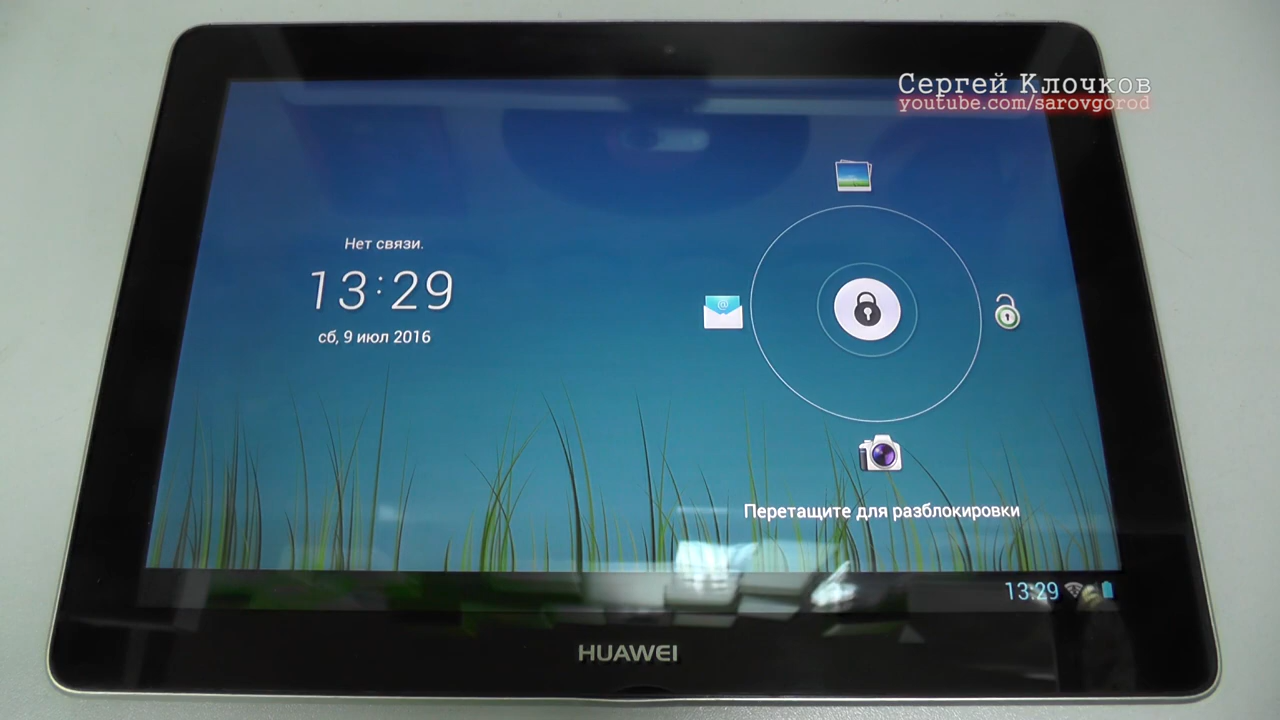 Сергей Клочков
youtube.com/sarovgorod
Нет связи.
13:29
сб, 9 июл 2016
@
Перетащите для разблокировки
13:29
HUAWEI